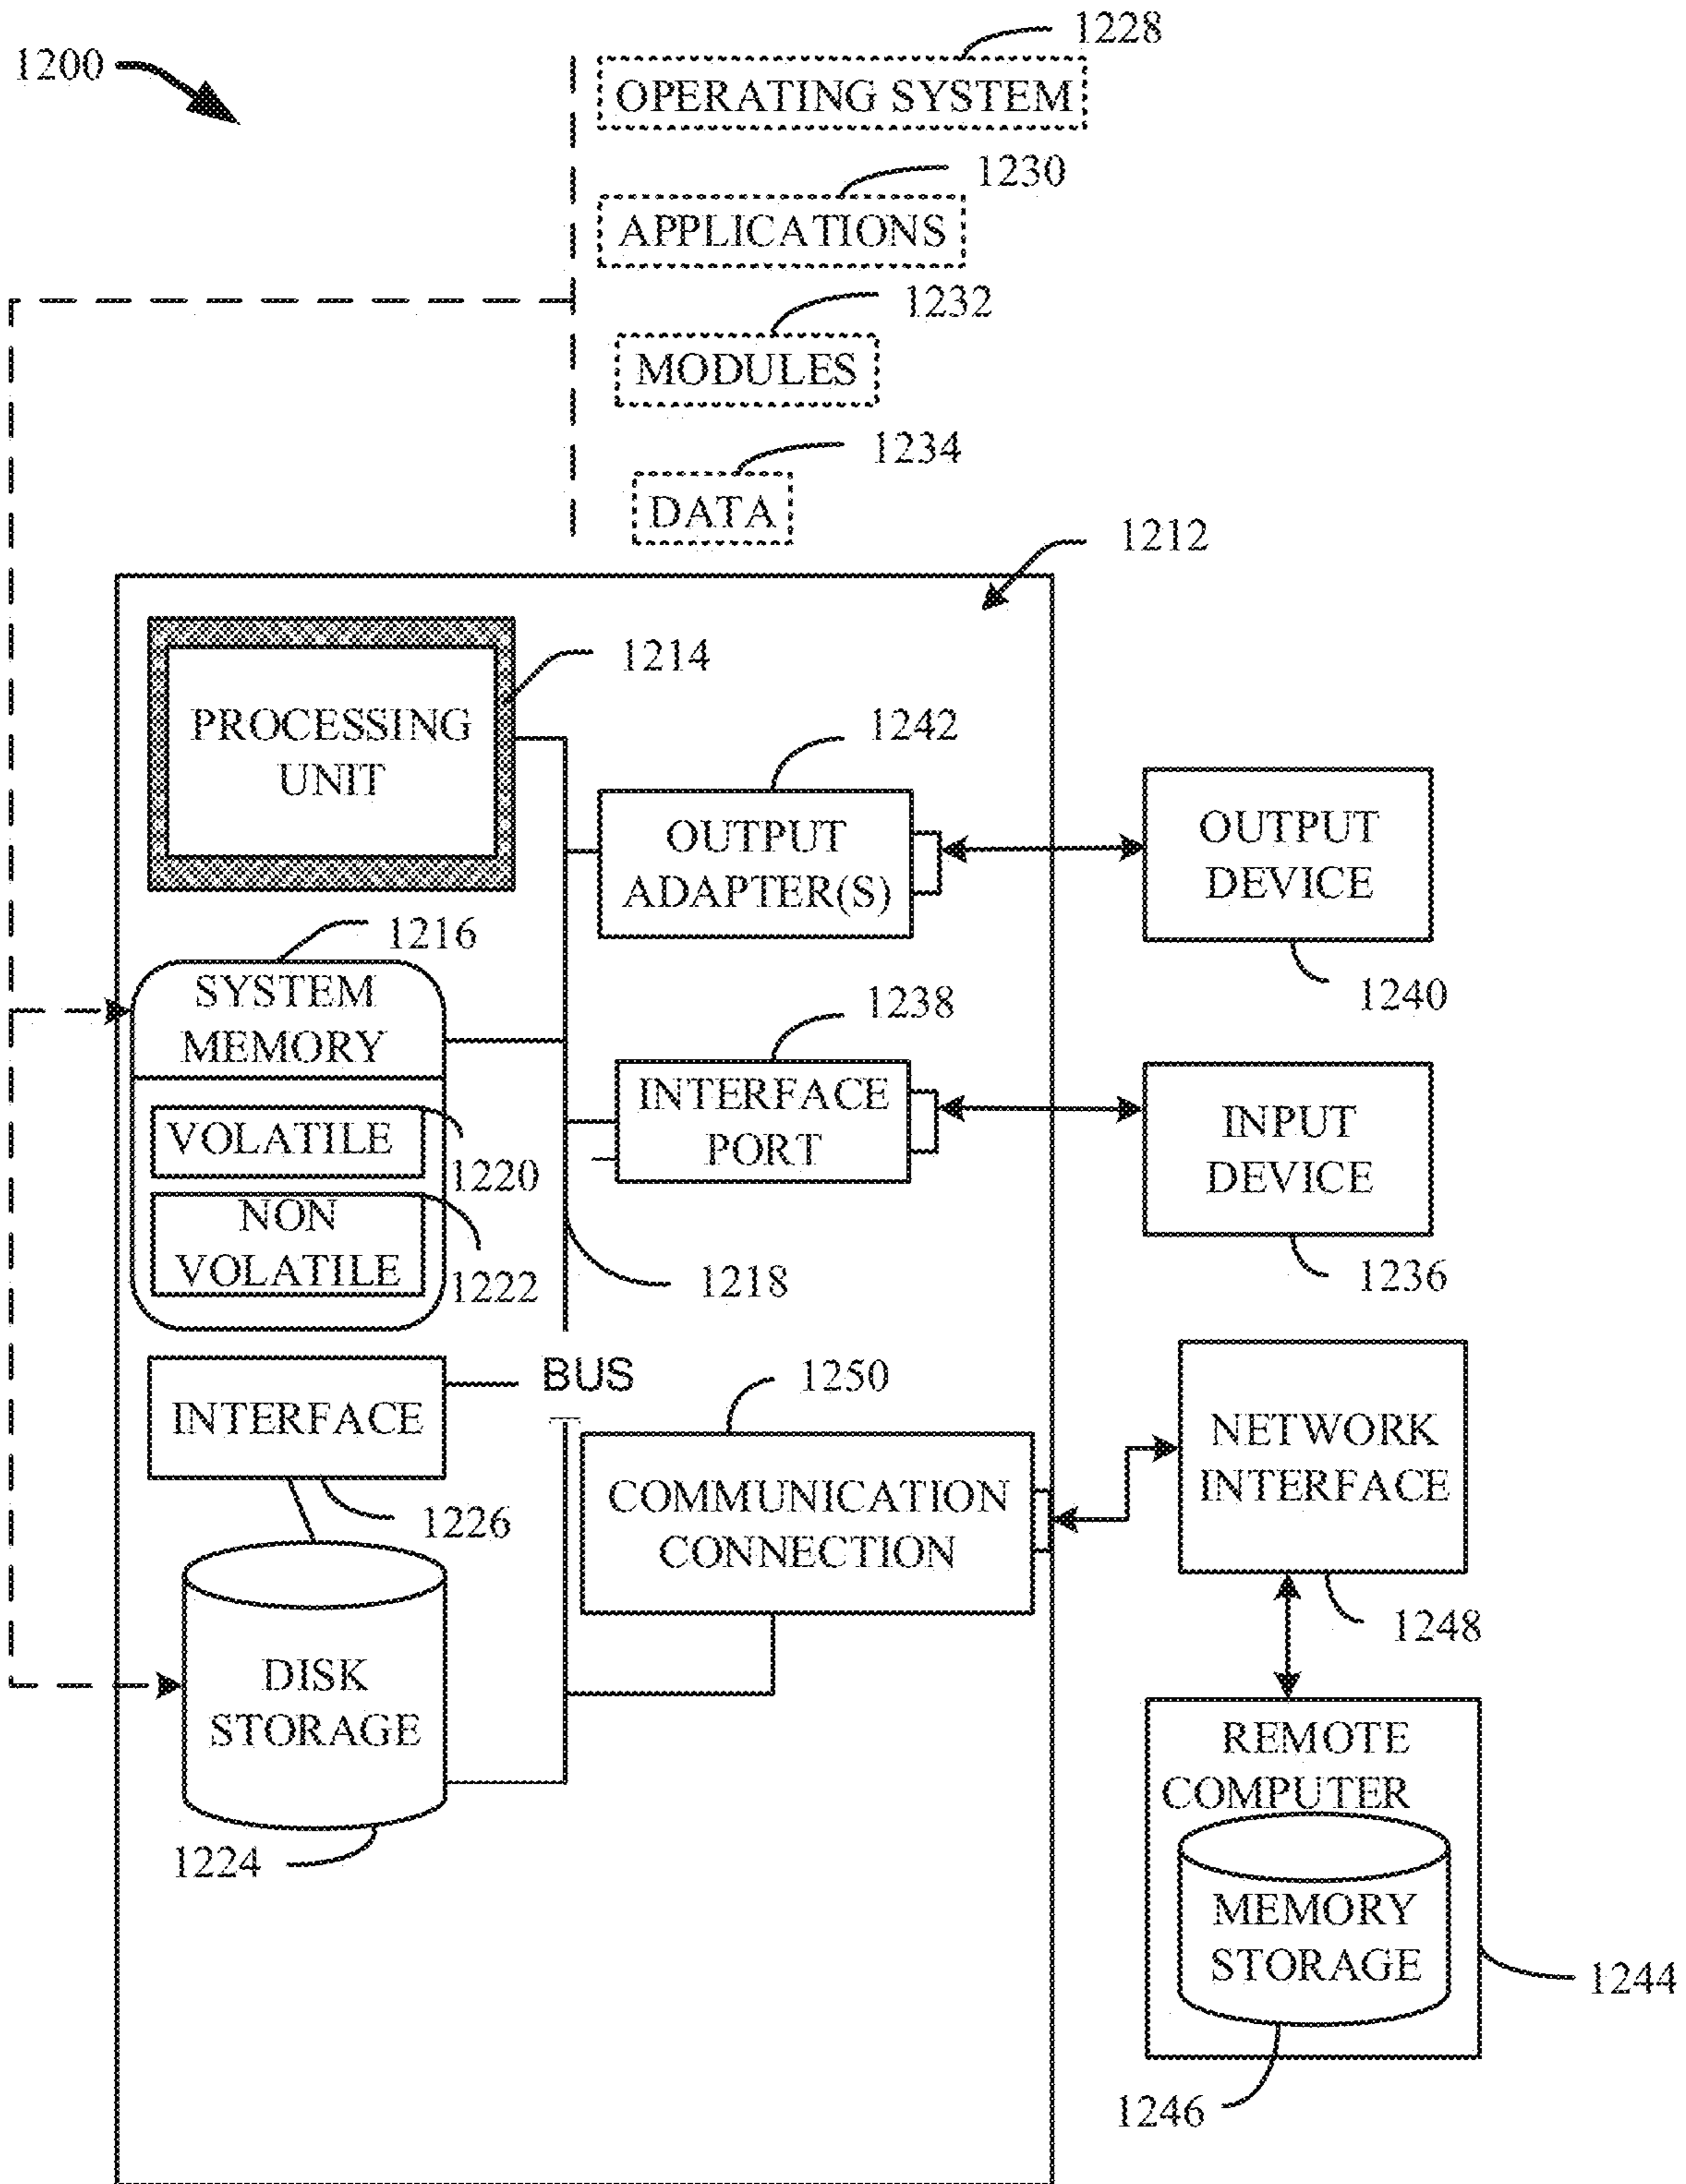 1228
1200
OPERATING SYSTEM
1230
APPLICATIONS
1232
MODULES
1234
DATA
1212
1214
PROCESSING
UNIT
1242
OUTPUT
ADAPTER(S)
OUTPUT
DEVICE
1216
1240
SYSTEM
MEMORY
1238
INTERFACE
PORT
INPUT
DEVICE
VOLATILE
1220
NON
VOLATILE
1222
1218
1236
BUS
1250
INTERFACE
NETWORK
INTERFACE
COMMUNICATION
CONNECTION
1226
1248
DISK
STORAGE
REMOTE
COMPUTER
1224
MEMORY
STORAGE
1244
1246